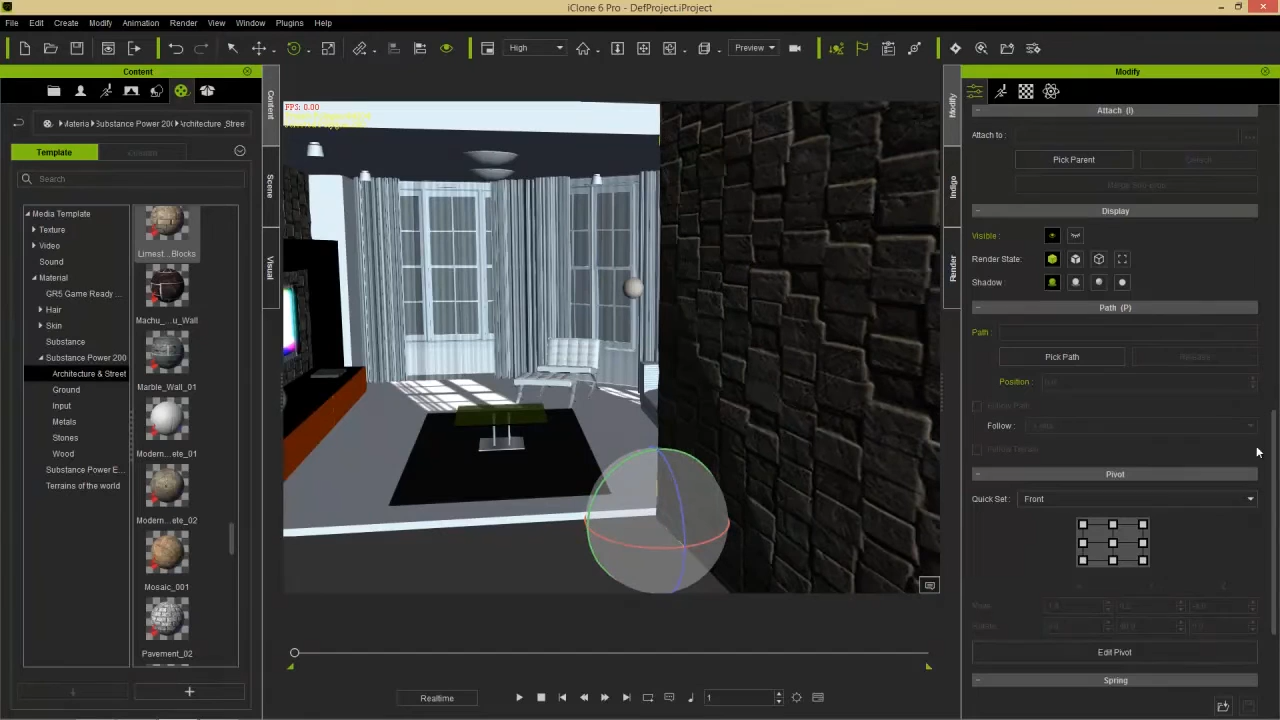 iClone 6 Pro - DefProject.iProject
File Edit Create Modify Animation Render View Window Plugins Help
High
Preview
Content
Modify
Template
Search
Media Template
Texture
Video
Sound
Material
GR5 Game Ready ...
Hair
Skin
Substance
Substance Power 200
Architecture & Street
Ground
Input
Metals
Stones
Wood
Substance Power E...
Terrains of the world
Limest...Blocks
Machu_...u_Wall
Marble_Wall_01
Modern...ete_01
Modern...ete_02
Mosaic_001
Pavement_02
Content
Scene
Visual
FPS: 0.00
Modify
Indigo
Render
Attach (I)
Attach to :
Pick Parent
Display
Visible :
Render State:
Shadow :
Path (P)
Path :
Pick Path
Position :
Follow :
Pivot
Quick Set: Front
Edit Pivot
Spring
Realtime
1